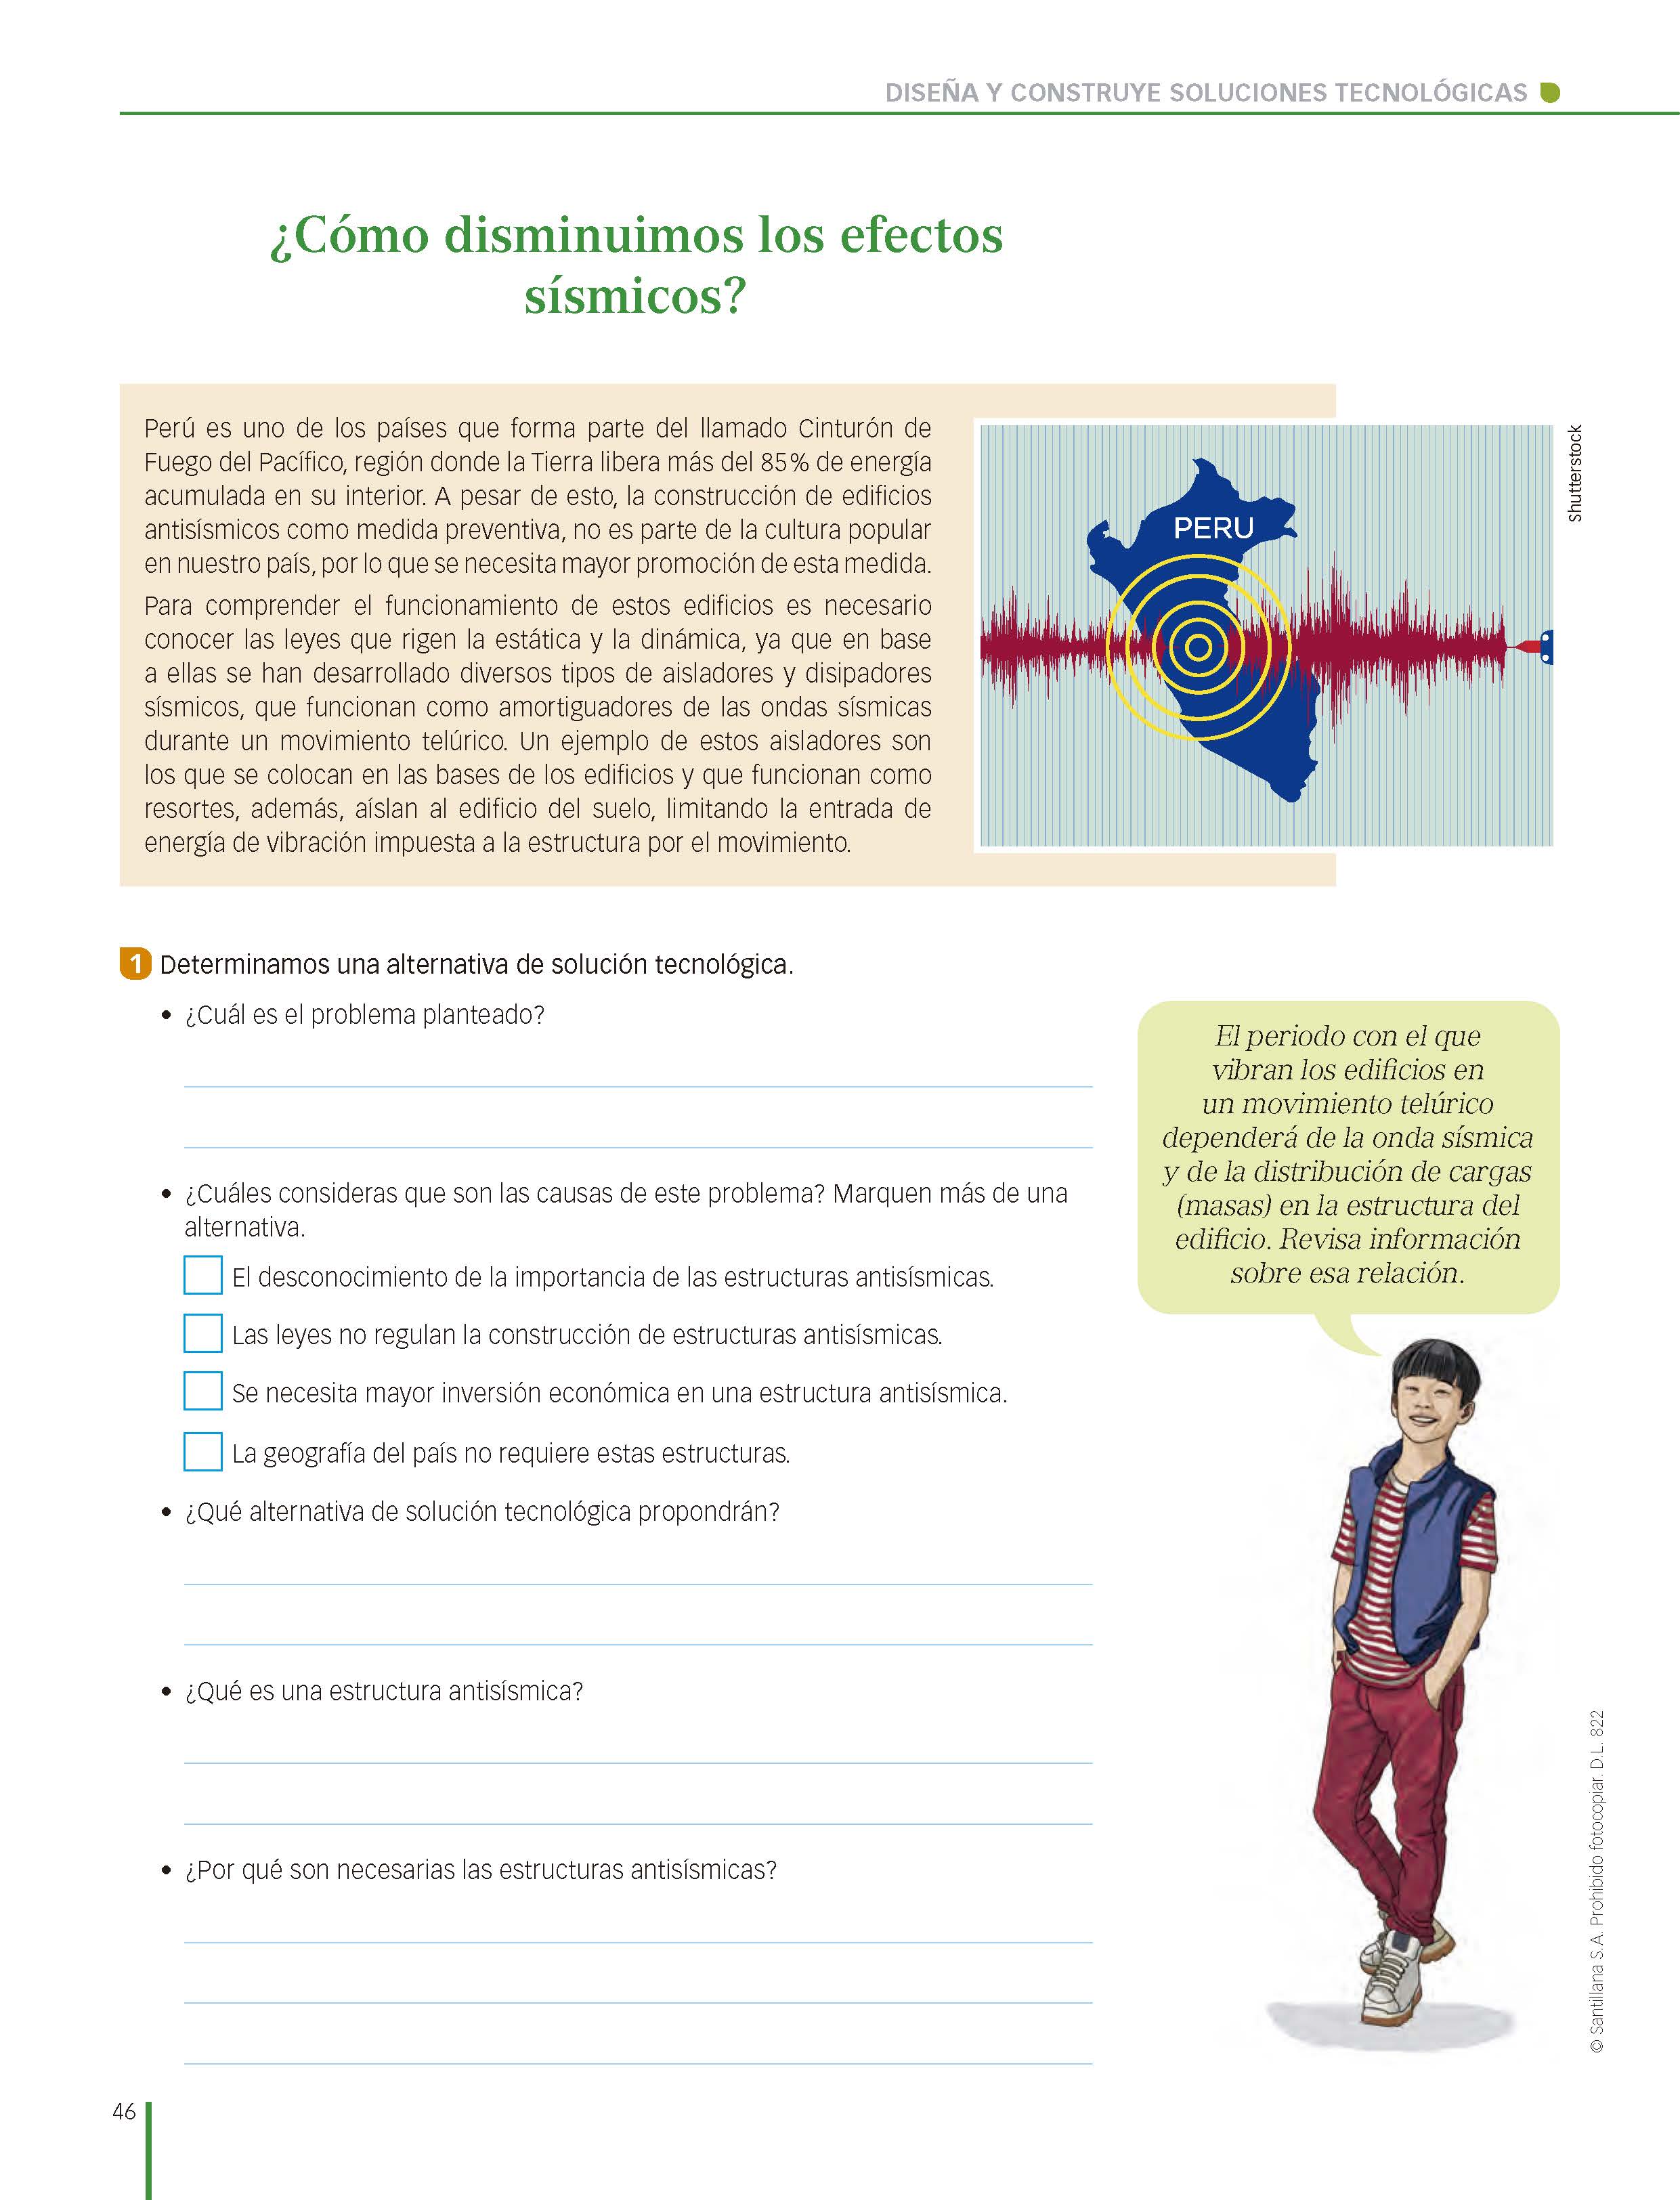 DISEÑA Y CONSTRUYE SOLUCIONES TECNOLÓGICAS
¿Cómo disminuimos los efectos
sísmicos?
Perú es uno de los países que forma parte del llamado Cinturón de
Fuego del Pacífico, región donde la Tierra libera más del 85% de energía
acumulada en su interior. A pesar de esto, la construcción de edificios
antisísmicos como medida preventiva, no es parte de la cultura popular
en nuestro país, por lo que se necesita mayor promoción de esta medida.
Para comprender el funcionamiento de estos edificios es necesario
conocer las leyes que rigen la estática y la dinámica, ya que en base
a ellas se han desarrollado diversos tipos de aisladores y disipadores
sísmicos, que funcionan como amortiguadores de las ondas sísmicas
durante un movimiento telúrico. Un ejemplo de estos aisladores son
los que se colocan en las bases de los edificios y que funcionan como
resortes, además, aíslan al edificio del suelo, limitando la entrada de
energía de vibración impuesta a la estructura por el movimiento.
PERU
Shutterstock
1 Determinamos una alternativa de solución tecnológica.
• ¿Cuál es el problema planteado?
• ¿Cuáles consideras que son las causas de este problema? Marquen más de una
alternativa.
El desconocimiento de la importancia de las estructuras antisísmicas.
Las leyes no regulan la construcción de estructuras antisísmicas.
Se necesita mayor inversión económica en una estructura antisísmica.
La geografía del país no requiere estas estructuras.
• ¿Qué alternativa de solución tecnológica propondrán?
• ¿Qué es una estructura antisísmica?
• ¿Por qué son necesarias las estructuras antisísmicas?
El periodo con el que
vibran los edificios en
un movimiento telúrico
dependerá de la onda sísmica
y de la distribución de cargas
(masas) en la estructura del
edificio. Revisa información
sobre esa relación.
© Santillana S.A. Prohibido fotocopiar. D.L. 822
46